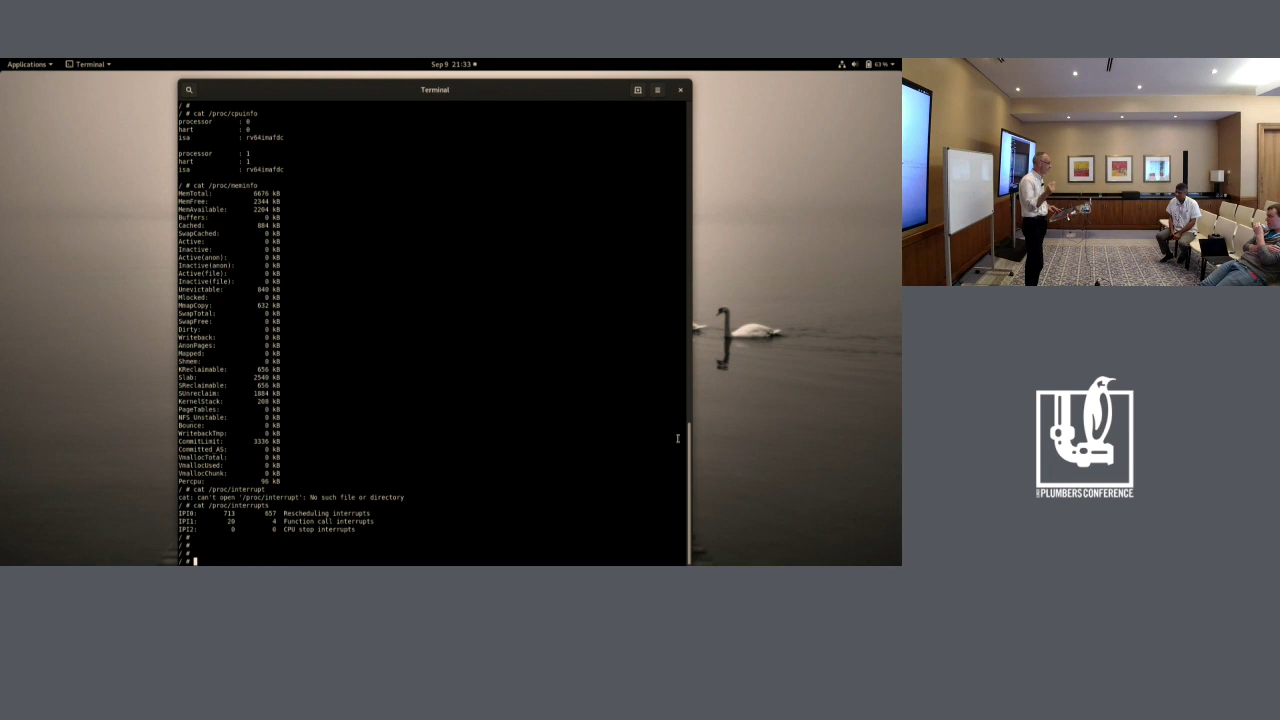 Applications
Terminal
Sep 9 21:33
63 %
Terminal
/ #
/ # cat /proc/cpuinfo
processor : 0
hart : 0
isa : rv64imafdc
processor : 1
hart : 1
isa : rv64imafdc
/ # cat /proc/meminfo
MemTotal: 6676 kB
MemFree: 2344 kB
MemAvailable: 2204 kB
Buffers: 0 kB
Cached: 884 kB
SwapCached: 0 kB
Active: 0 kB
Inactive: 0 kB
Active(anon): 0 kB
Inactive(anon): 0 kB
Active(file): 0 kB
Inactive(file): 0 kB
Unevictable: 840 kB
Mlocked: 0 kB
MmapCopy: 632 kB
SwapTotal: 0 kB
SwapFree: 0 kB
Dirty: 0 kB
Writeback: 0 kB
AnonPages: 0 kB
Mapped: 0 kB
Shmem: 0 kB
KReclaimable: 656 kB
Slab: 2540 kB
SReclaimable: 656 kB
SUnreclaim: 1884 kB
KernelStack: 208 kB
PageTables: 0 kB
NFS_Unstable: 0 kB
Bounce: 0 kB
WritebackTmp: 0 kB
CommitLimit: 3336 kB
Committed_AS: 0 kB
VmallocTotal: 0 kB
VmallocUsed: 0 kB
VmallocChunk: 0 kB
Percpu: 96 kB
/ # cat /proc/interrupt
cat: can't open '/proc/interrupt': No such file or directory
/ # cat /proc/interrupts
IPI0: 713 657 Rescheduling interrupts
IPI1: 20 4 Function call interrupts
IPI2: 0 0 CPU stop interrupts
/ #
/ #
/ #
/ #
PLUMBERS CONFERENCE